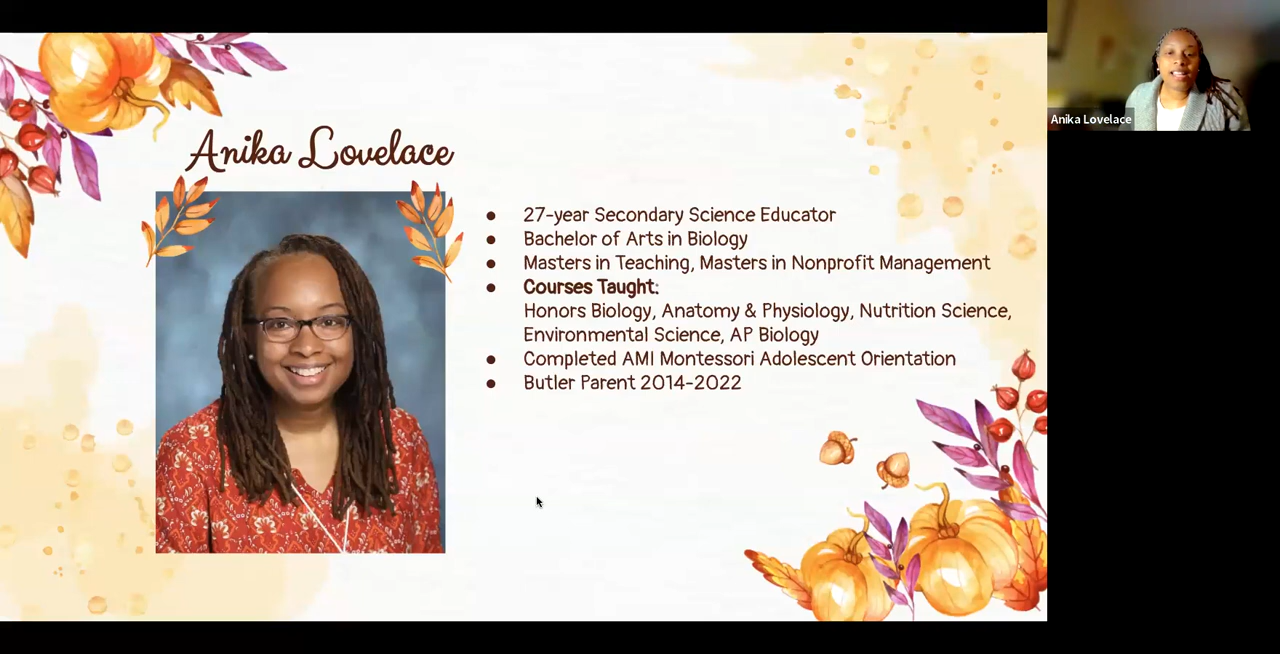 Anika Lovelace
27-year Secondary Science Educator
Bachelor of Arts in Biology
Masters in Teaching, Masters in Nonprofit Management
Courses Taught:
Honors Biology, Anatomy & Physiology, Nutrition Science,
Environmental Science, AP Biology
Completed AMI Montessori Adolescent Orientation
Butler Parent 2014-2022
Anika Lovelace